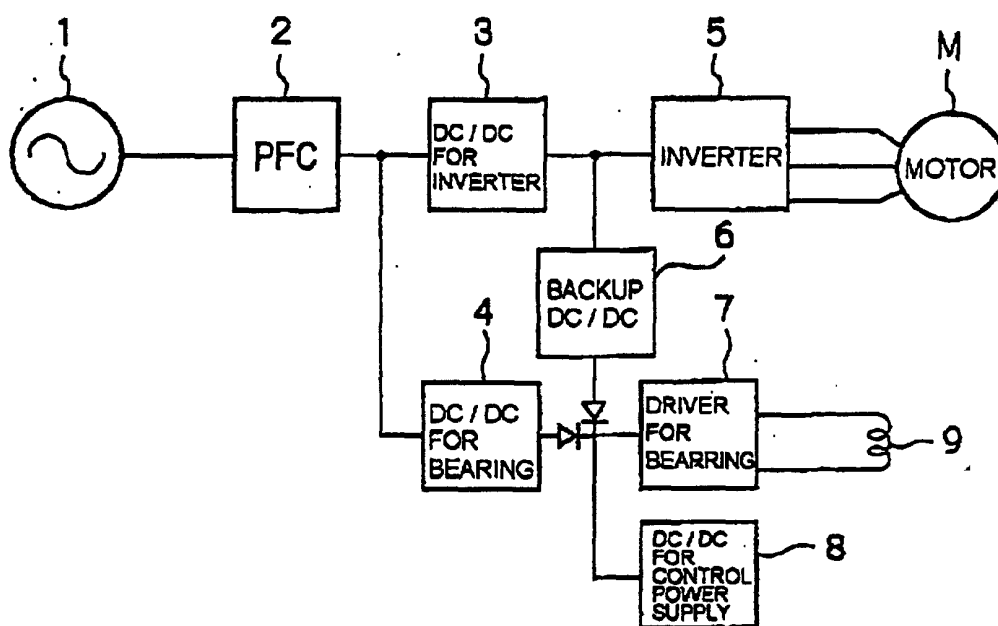 1
2
3
5
M
PFC
DC / DC
FOR
INVERTER
INVERTER
MOTOR
6
BACKUP
DC / DC
4
7
DC / DC
FOR
BEARING
DRIVER
FOR
BEARRING
9
DC / DC
FOR
CONTROL
POWER
SUPPLY
8